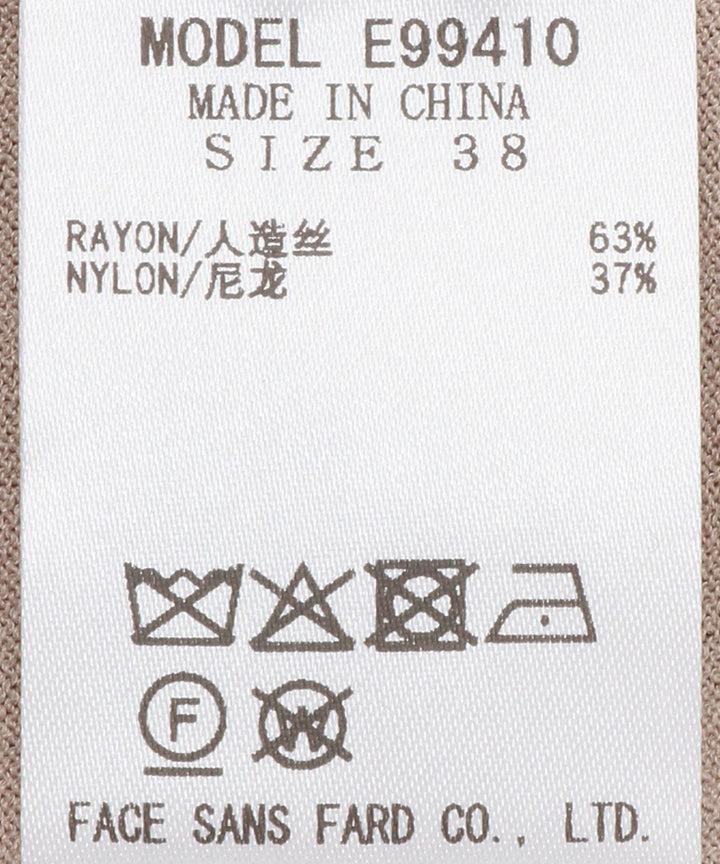 MODEL E99410
MADE IN CHINA
SIZE 38
RAYON/人造丝 63%
NYLON/尼龙 37%
F
W
FACE SANS FARD CO., LTD.